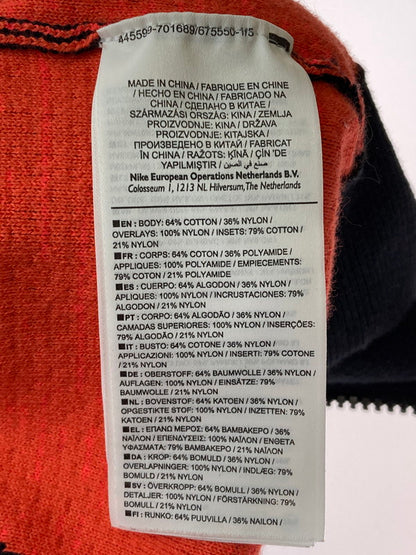 445599-701689/675550-1/5
MADE IN CHINA / FABRIQUE EN CHINE
/ HECHO EN CHINA / FABRICADO NA
CHINA / СДЕЛАНО В КИТАЕ /
SZÁRMAZÁSI ORSZÁG: KÍNA / ZEMLJA
PROIZVODNJE: KINA / DRŽAVA
PROIZVODNJE: KITAJSKA /
ПРОИЗВЕДЕНО В КИТАЙ / FABRICAT
ÎN CHINA / RAŽOTS: ĶĪNĀ / ÇİN 'DE
YAPILMIŞTIR / صنع في الصين
Nike European Operations Netherlands B.V.
Colosseum 1, 1213 NL Hilversum, The Netherlands
■ EN: BODY: 64% COTTON / 36% NYLON /
OVERLAYS: 100% NYLON / INSETS: 79% COTTON /
21% NYLON
■ FR: CORPS: 64% COTON / 36% POLYAMIDE /
APPLIQUES: 100% NYLON / EMPIECEMENTS:
79% COTON / 21% POLYAMIDE
■ ES: CUERPO: 64% ALGODON / 36% NYLON /
APLIQUES: 100% NYLON / INCRUSTACIONES: 79%
ALGODON / 21% NYLON
■ PT: CORPO: 64% ALGODÃO / 36% NYLON /
CAMADAS SUPERIORES: 100% NYLON / INSERÇÕES:
79% ALGODÃO / 21% NYLON
■ IT: BUSTO: 64% COTONE / 36% NYLON /
APPLICAZIONI: 100% NYLON / INSERTI: 79% COTONE
/ 21% NYLON
■ DE: OBERSTOFF: 64% BAUMWOLLE / 36% NYLON /
AUFLAGEN: 100% NYLON / EINSÄTZE: 79%
BAUMWOLLE / 21% NYLON
■ NL: BOVENSTOF: 64% KATOEN / 36% NYLON /
OPGESTIKTE STOF: 100% NYLON / INZETTEN: 79%
KATOEN / 21% NYLON
■ EL: ΕΠΑΝΩ ΜΕΡΟΣ: 64% ΒΑΜΒΑΚΕΡΟ / 36%
ΝΑΪΛΟΝ / ΕΠΕΝΔΥΣΕΙΣ: 100% ΝΑΪΛΟΝ / ΕΝΘΕΤΑ
ΥΦΑΣΜΑΤΑ: 79% ΒΑΜΒΑΚΕΡΟ / 21% ΝΑΪΛΟΝ
■ DA: KROP: 64% BOMULD / 36% NYLON /
OVERLAPNINGER: 100% NYLON / INDLÆG: 79%
BOMULD / 21% NYLON
■ SV: ÖVERKROPP: 64% BOMULL / 36% NYLON /
DETALJER: 100% NYLON / INSATSER: 79%
BOMULL / 21% NYLON
■ FI: RUNKO: 64% PUUVILLA / 36% NAILON /